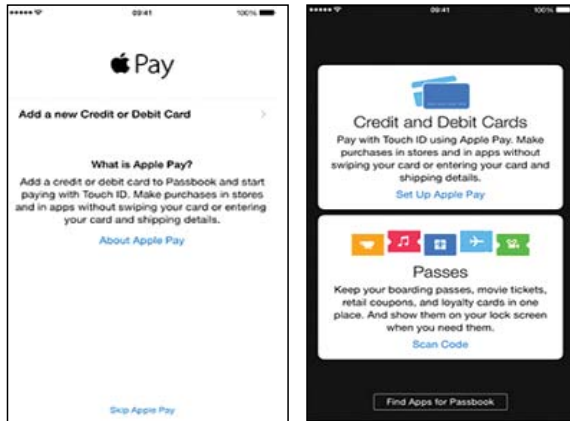 09:41 100%
Pay
Add a new Credit or Debit Card
What is Apple Pay?
Add a credit or debit card to Passbook and start
paying with Touch ID. Make purchases in stores
and in apps without swiping your card or entering
your card and shipping details.
About Apple Pay
Skip Apple Pay
09:41 100%
Credit and Debit Cards
Pay with Touch ID using Apple Pay. Make
purchases in stores and in apps without
swiping your card or entering your card and
shipping details.
Set Up Apple Pay
Passes
Keep your boarding passes, movie tickets,
retail coupons, and loyalty cards in one
place. And show them on your lock screen
when you need them.
Scan Code
Find Apps for Passbook